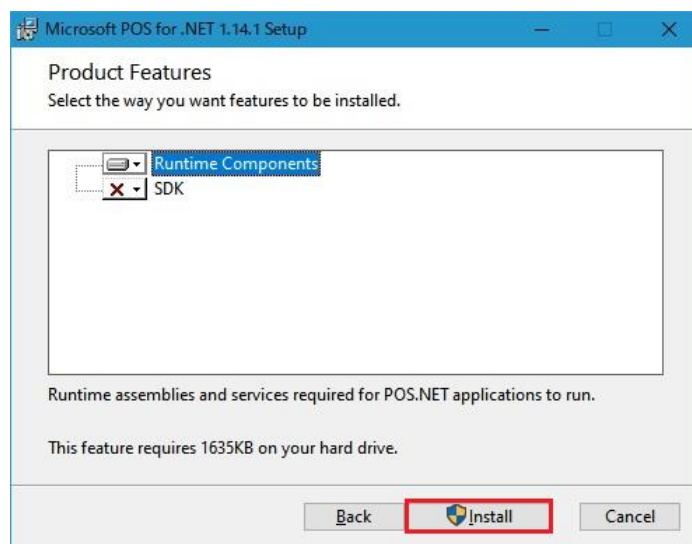 Microsoft POS for .NET 1.14.1 Setup
Product Features
Select the way you want features to be installed.
Runtime Components
SDK
Runtime assemblies and services required for POS.NET applications to run.
This feature requires 1635KB on your hard drive.
Back
Install
Cancel